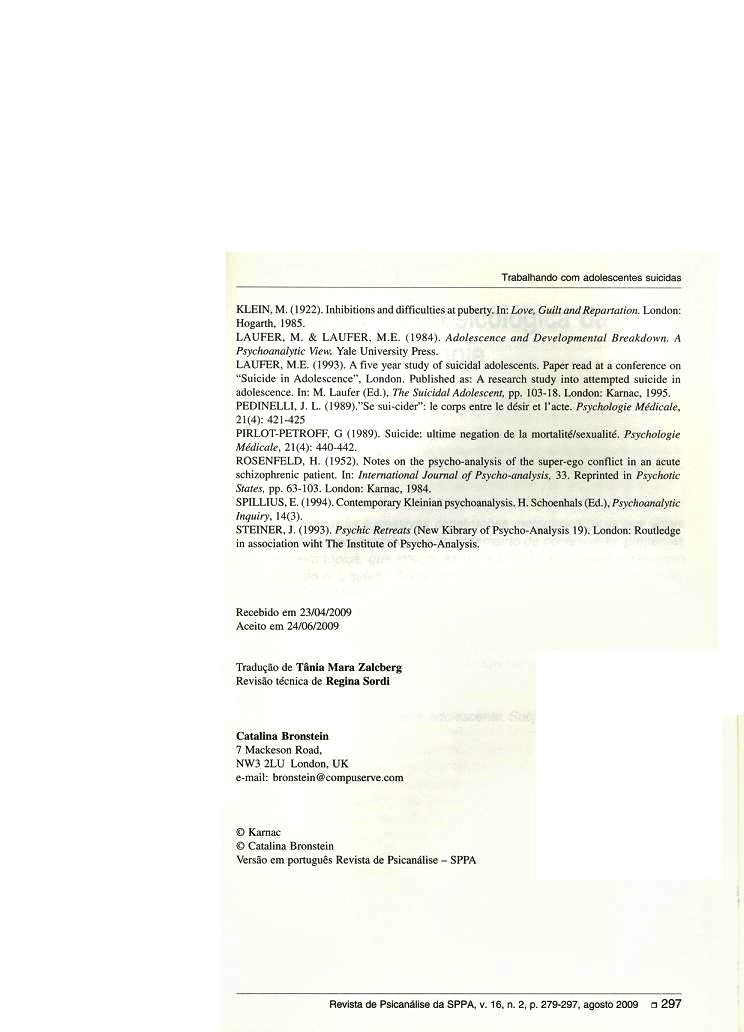 Trabalhando com adolescentes suicidas
KLEIN, M. (1922). Inhibitions and difficulties at puberty. In: Love, Guilt and Repartation. London:
Hogarth, 1985.
LAUFER, M. & LAUFER, M.E. (1984). Adolescence and Developmental Breakdown. A
Psychoanalytic View. Yale University Press.
LAUFER, M.E. (1993). A five year study of suicidal adolescents. Paper read at a conference on
“Suicide in Adolescence”, London. Published as: A research study into attempted suicide in
adolescence. In: M. Laufer (Ed.), The Suicidal Adolescent, pp. 103-18. London: Karnac, 1995.
PEDINELLI, J. L. (1989)."Se sui-cider”: le corps entre le désir et l’acte. Psychologie Médicale,
21(4): 421-425
PIRLOT-PETROFF, G (1989). Suicide: ultime negation de la mortalité/sexualité. Psychologie
Médicale, 21(4): 440-442.
ROSENFELD, H. (1952). Notes on the psycho-analysis of the super-ego conflict in an acute
schizophrenic patient. In: International Journal of Psycho-analysis, 33. Reprinted in Psychotic
States, pp. 63-103. London: Karnac, 1984.
SPILLIUS, E. (1994). Contemporary Kleinian psychoanalysis. H. Schoenhals (Ed.), Psychoanalytic
Inquiry, 14(3).
STEINER, J. (1993). Psychic Retreats (New Kibrary of Psycho-Analysis 19). London: Routledge
in association wiht The Institute of Psycho-Analysis.
Recebido em 23/04/2009
Aceito em 24/06/2009
Tradução de Tânia Mara Zalcberg
Revisão técnica de Regina Sordi
Catalina Bronstein
7 Mackeson Road,
NW3 2LU London, UK
e-mail: bronstein@compuserve.com
© Karnac
© Catalina Bronstein
Versão em português Revista de Psicanálise – SPPA
Revista de Psicanálise da SPPA, v. 16, n. 2, p. 279-297, agosto 2009 □ 297